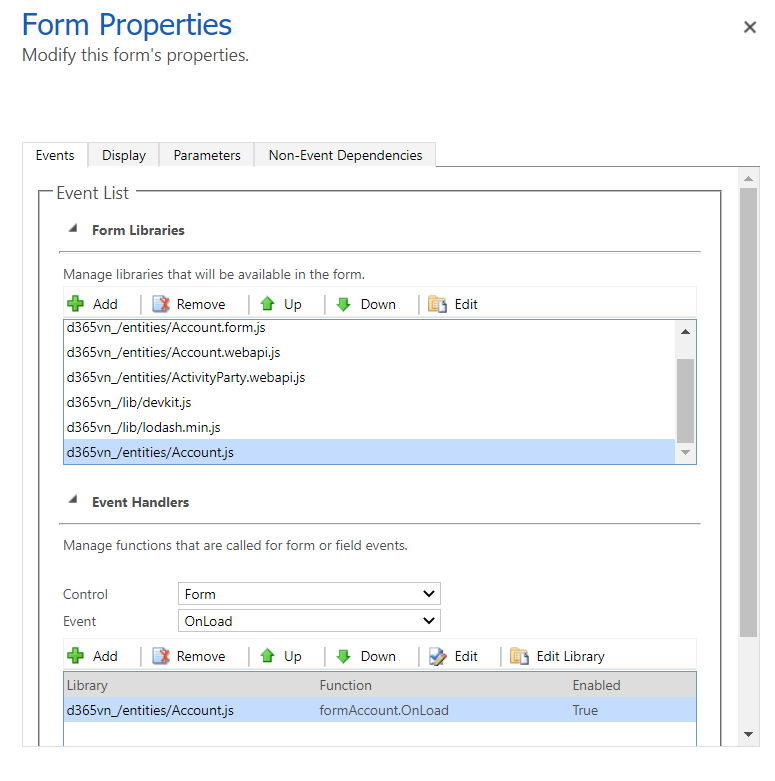 Form Properties
Modify this form's properties.
Events Display Parameters Non-Event Dependencies
Event List
Form Libraries
Manage libraries that will be available in the form.
Add Remove Up Down Edit
d365vn_/entities/Account.form.js
d365vn_/entities/Account.webapi.js
d365vn_/entities/ActivityParty.webapi.js
d365vn_/lib/devkit.js
d365vn_/lib/lodash.min.js
d365vn_/entities/Account.js
Event Handlers
Manage functions that are called for form or field events.
Control Form
Event OnLoad
Add Remove Up Down Edit Edit Library
Library Function Enabled
d365vn_/entities/Account.js formAccount.OnLoad True